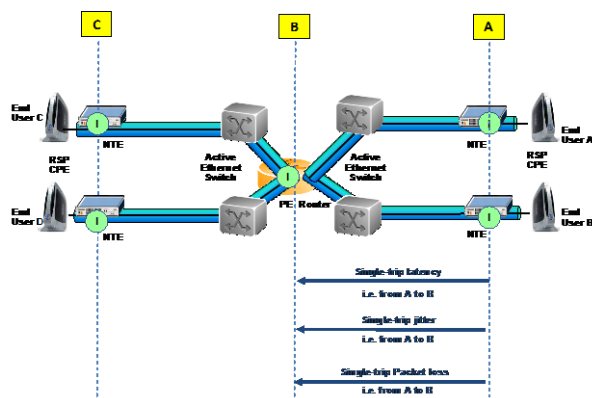 C
B
A
End
User C
I
NTE
RSP
CPE
Active
Ethernet
Switch
I
PE Router
Active
Ethernet
Switch
i
NTE
End
User A
RSP
CPE
End
User D
I
NTE
I
NTE
End
User B
Single-trip latency
i.e. from A to B
Single-trip jitter
i.e. from A to B
Single-trip Packet loss
i.e. from A to B